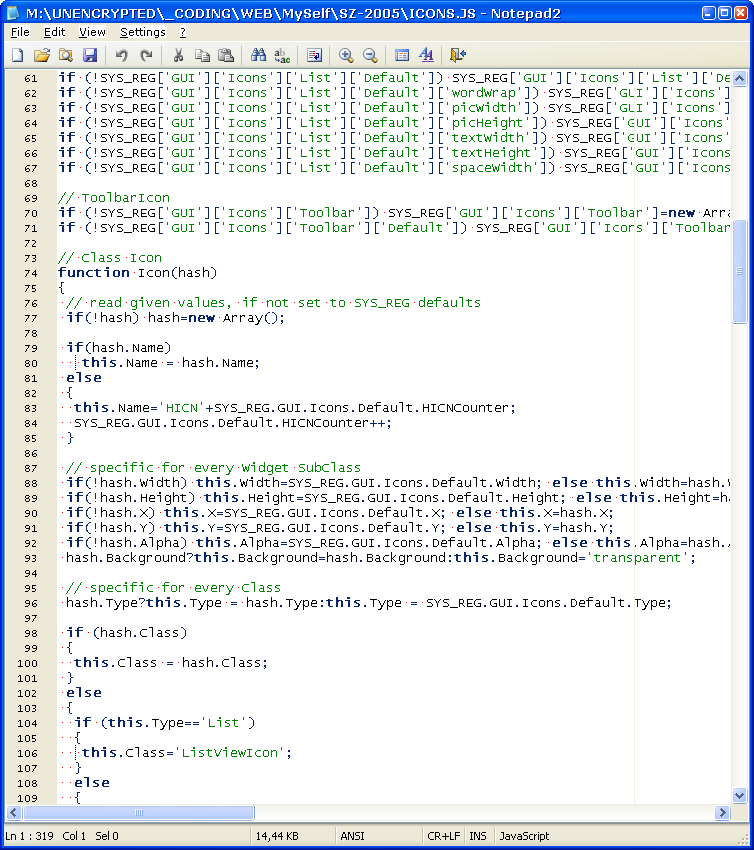 M:\UNENCRYPTED\_CODING\WEB\MySelf\SZ-2005\ICONS.JS - Notepad2
File Edit View Settings ?
61 if (!SYS_REG['GUI']['Icons']['List']['Default']) SYS_REG['GUI']['Icons']['List']['De
62 if (!SYS_REG['GUI']['Icons']['List']['Default']['wordWrap']) SYS_REG['GUI']['Icons']
63 if (!SYS_REG['GUI']['Icons']['List']['Default']['picWidth']) SYS_REG['GUI']['Icons']
64 if (!SYS_REG['GUI']['Icons']['List']['Default']['picHeight']) SYS_REG['GUI']['Icons'
65 if (!SYS_REG['GUI']['Icons']['List']['Default']['textWidth']) SYS_REG['GUI']['Icons'
66 if (!SYS_REG['GUI']['Icons']['List']['Default']['textHeight']) SYS_REG['GUI']['Icons
67 if (!SYS_REG['GUI']['Icons']['List']['Default']['spaceWidth']) SYS_REG['GUI']['Icons
68
69 // ToolbarIcon
70 if (!SYS_REG['GUI']['Icons']['Toolbar']) SYS_REG['GUI']['Icons']['Toolbar']=new Arra
71 if (!SYS_REG['GUI']['Icons']['Toolbar']['Default']) SYS_REG['GUI']['Icons']['Toolbar
72
73 // Class Icon
74 function Icon(hash)
75 {
76  // read given values, if not set to SYS_REG defaults
77  if(!hash) hash=new Array();
78
79  if(hash.Name)
80    this.Name = hash.Name;
81  else
82  {
83   this.Name='HICN'+SYS_REG.GUI.Icons.Default.HICNCounter;
84   SYS_REG.GUI.Icons.Default.HICNCounter++;
85  }
86
87  // specific for every Widget SubClass
88  if(!hash.Width) this.Width=SYS_REG.GUI.Icons.Default.Width; else this.Width=hash.W
89  if(!hash.Height) this.Height=SYS_REG.GUI.Icons.Default.Height; else this.Height=ha
90  if(!hash.X) this.X=SYS_REG.GUI.Icons.Default.X; else this.X=hash.X;
91  if(!hash.Y) this.Y=SYS_REG.GUI.Icons.Default.Y; else this.Y=hash.Y;
92  if(!hash.Alpha) this.Alpha=SYS_REG.GUI.Icons.Default.Alpha; else this.Alpha=hash.
93  hash.Background?this.Background=hash.Background:this.Background='transparent';
94
95  // specific for every Class
96  hash.Type?this.Type = hash.Type:this.Type = SYS_REG.GUI.Icons.Default.Type;
97
98  if (hash.Class)
99  {
100   this.Class = hash.Class;
101  }
102  else
103  {
104   if (this.Type=='List')
105   {
106    this.Class='ListViewIcon';
107   }
108   else
109   {
Ln 1 : 319 Col 1 Sel 0 14,44 KB ANSI CR+LF INS JavaScript